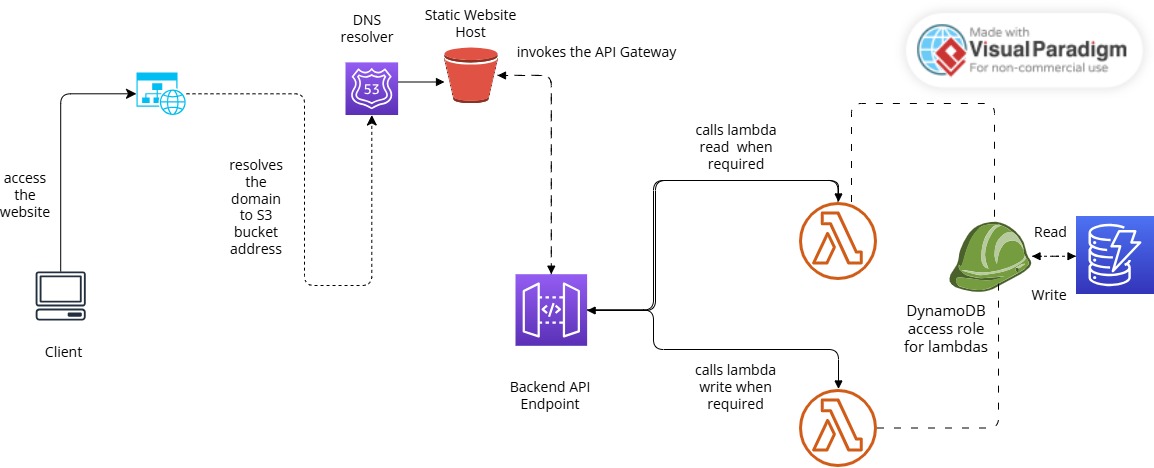 DNS
resolver
Static Website
Host
invokes the API Gateway
Made with
Visual Paradigm
For non-commercial use
53
access
the
website
resolves
the
domain
to S3
bucket
address
calls lambda
read when
required
Read
Write
DynamoDB
access role
for lambdas
</>
Client
Backend API
Endpoint
calls lambda
write when
required